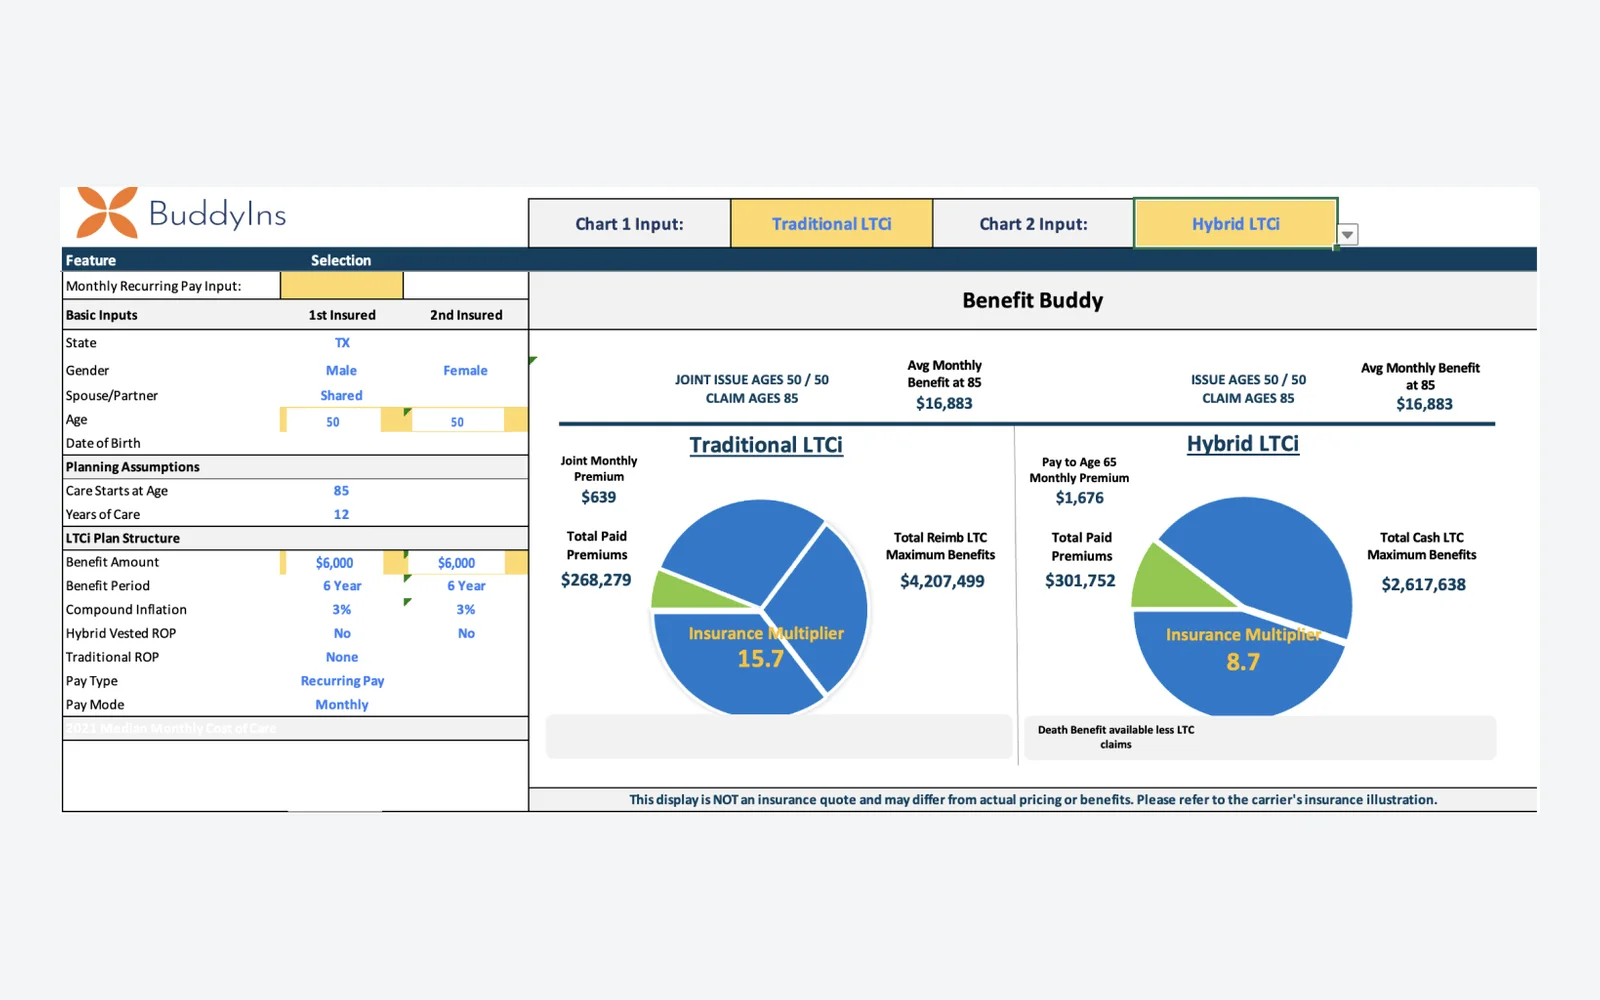 BuddyIns
Chart 1 Input: Traditional LTCi Chart 2 Input: Hybrid LTCi
Feature Selection
Monthly Recurring Pay Input:
Basic Inputs 1st Insured 2nd Insured
State TX
Gender Male Female
Spouse/Partner Shared
Age 50 50
Date of Birth
Planning Assumptions
Care Starts at Age 85
Years of Care 12
LTCi Plan Structure
Benefit Amount $6,000 $6,000
Benefit Period 6 Year 6 Year
Compound Inflation 3% 3%
Hybrid Vested ROP No No
Traditional ROP None
Pay Type Recurring Pay
Pay Mode Monthly
2021 Median Monthly Cost of Care
Benefit Buddy
JOINT ISSUE AGES 50 / 50
CLAIM AGES 85
Avg Monthly
Benefit at 85
$16,883
Traditional LTCi
Joint Monthly
Premium
$639
Total Paid
Premiums
$268,279
Insurance Multiplier
15.7
Total Reimb LTC
Maximum Benefits
$4,207,499
ISSUE AGES 50 / 50
CLAIM AGES 85
Avg Monthly Benefit
at 85
$16,883
Hybrid LTCi
Pay to Age 65
Monthly Premium
$1,676
Total Paid
Premiums
$301,752
Insurance Multiplier
8.7
Total Cash LTC
Maximum Benefits
$2,617,638
Death Benefit available less LTC
claims
This display is NOT an insurance quote and may differ from actual pricing or benefits. Please refer to the carrier's insurance illustration.